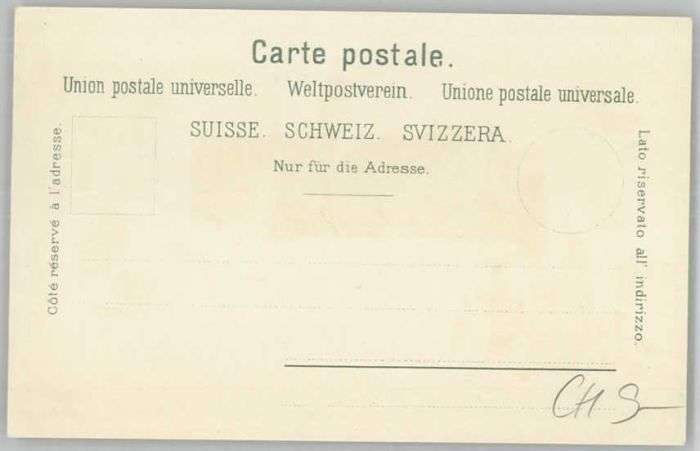 Carte postale.
Union postale universelle. Weltpostverein. Unione postale universale.
SUISSE. SCHWEIZ. SVIZZERA.
Nur für die Adresse.
Côté réservé à l'adresse.
Lato riservato all' indirizzo.
CH S